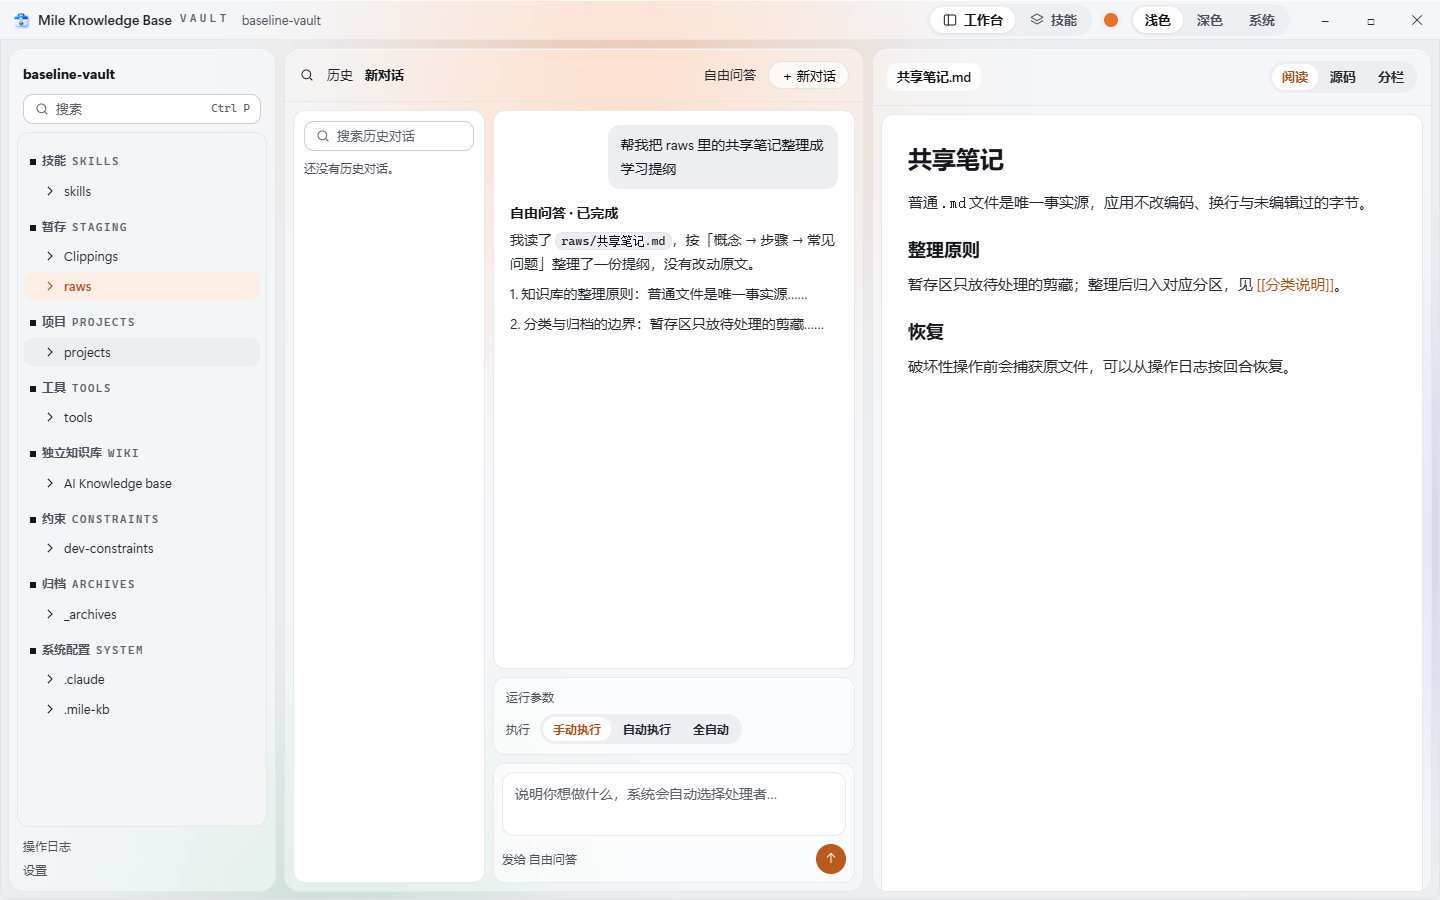 Mile Knowledge Base VAULT baseline-vault
工作台 技能 浅色 深色 系统
baseline-vault
搜索 Ctrl P
技能 SKILLS
skills
暂存 STAGING
Clippings
raws
项目 PROJECTS
projects
工具 TOOLS
tools
独立知识库 WIKI
AI Knowledge base
约束 CONSTRAINTS
dev-constraints
归档 ARCHIVES
_archives
系统配置 SYSTEM
.claude
.mile-kb
操作日志
设置
历史 新对话 自由问答 + 新对话
搜索历史对话
还没有历史对话。
帮我把 raws 里的共享笔记整理成
学习提纲
自由问答 · 已完成
我读了 raws/共享笔记.md，按「概念 → 步骤 → 常见
问题」整理了一份提纲，没有改动原文。
1. 知识库的整理原则：普通文件是唯一事实源……
2. 分类与归档的边界：暂存区只放待处理的剪藏……
运行参数
执行 手动执行 自动执行 全自动
说明你想做什么，系统会自动选择处理者...
发给 自由问答
共享笔记.md 阅读 源码 分栏
共享笔记
普通 .md 文件是唯一事实源，应用不改编码、换行与未编辑过的字节。
整理原则
暂存区只放待处理的剪藏；整理后归入对应分区，见 [[分类说明]]。
恢复
破坏性操作前会捕获原文件，可以从操作日志按回合恢复。